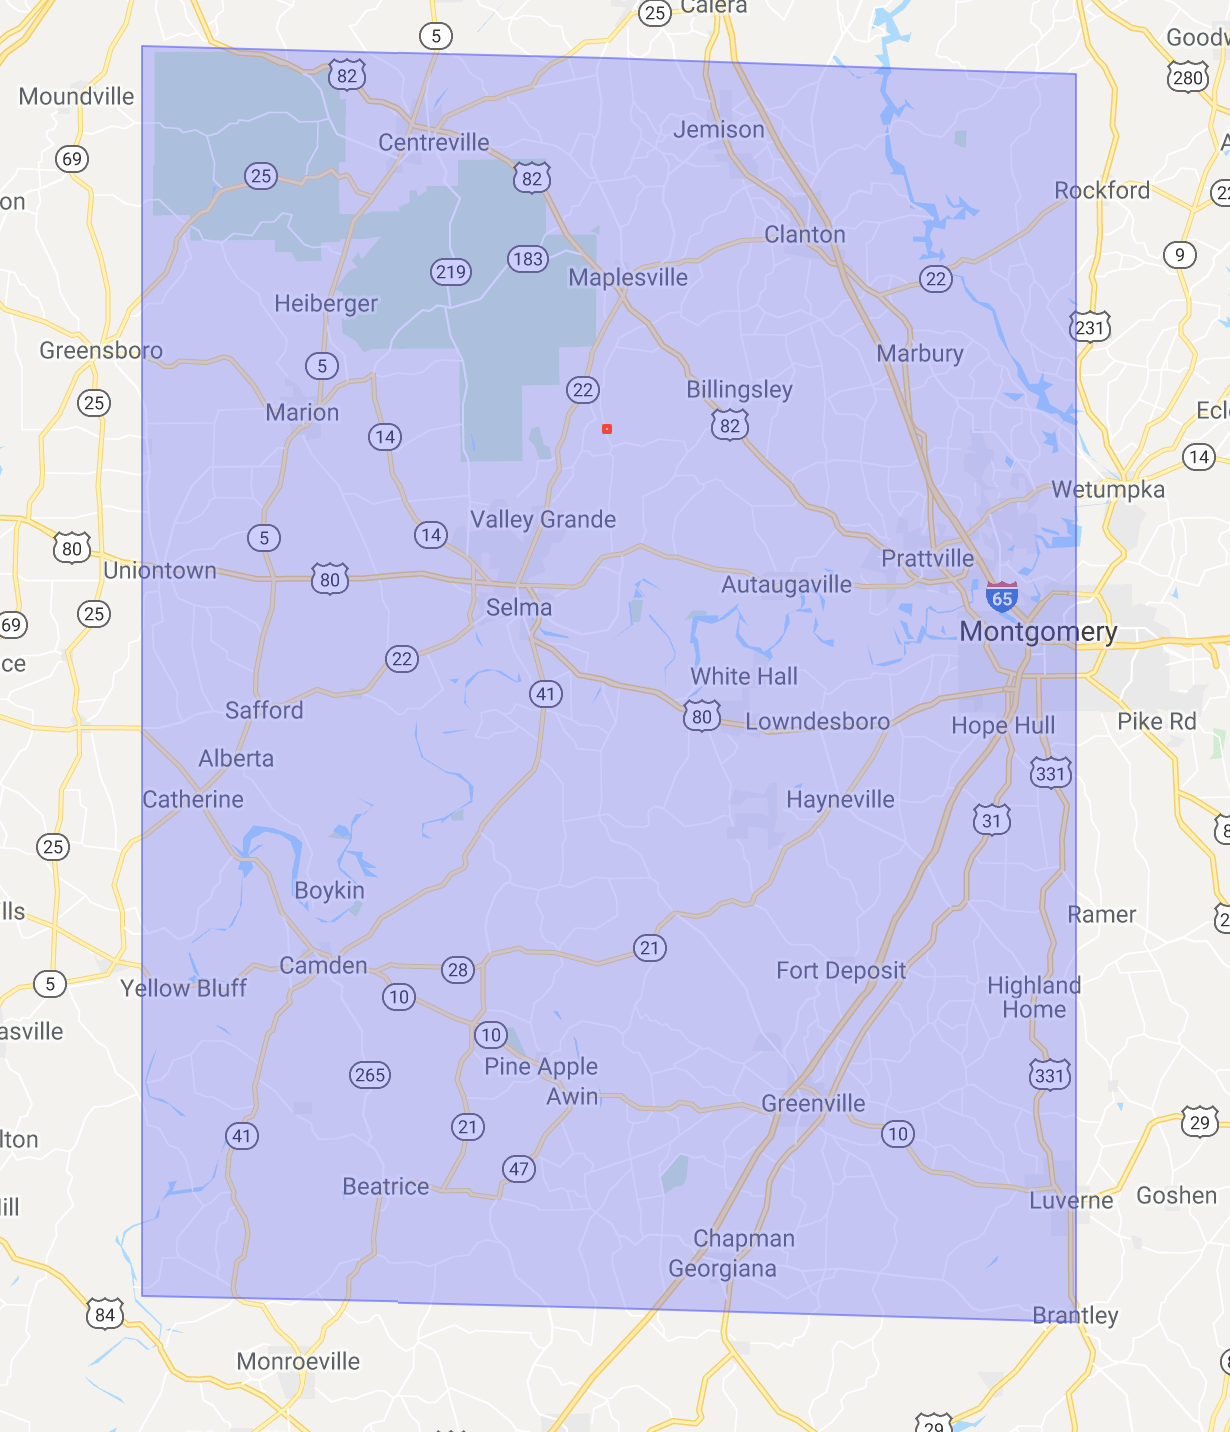 25
Calera
5
Goodw
82
280
Moundville
Jemison
Centreville
69
25
82
Rockford
22
on
Clanton
183
9
219
Maplesville
22
Heiberger
231
Greensboro
Marbury
5
22
Billingsley
25
Marion
Ecl
82
14
14
Wetumpka
Valley Grande
5
14
80
Prattville
Uniontown
80
Autaugaville
65
Selma
25
69
Montgomery
22
ce
White Hall
41
Safford
80
Lowndesboro
Hope Hull
Pike Rd
Alberta
331
Catherine
Hayneville
31
8
25
Boykin
lls
Ramer
2
21
Camden
28
Fort Deposit
5
Yellow Bluff
10
Highland
Home
asville
10
Pine Apple
265
331
Awin
Greenville
29
21
10
41
lton
47
Beatrice
Luverne
Goshen
Hill
Chapman
Georgiana
84
Brantley
Monroeville
29